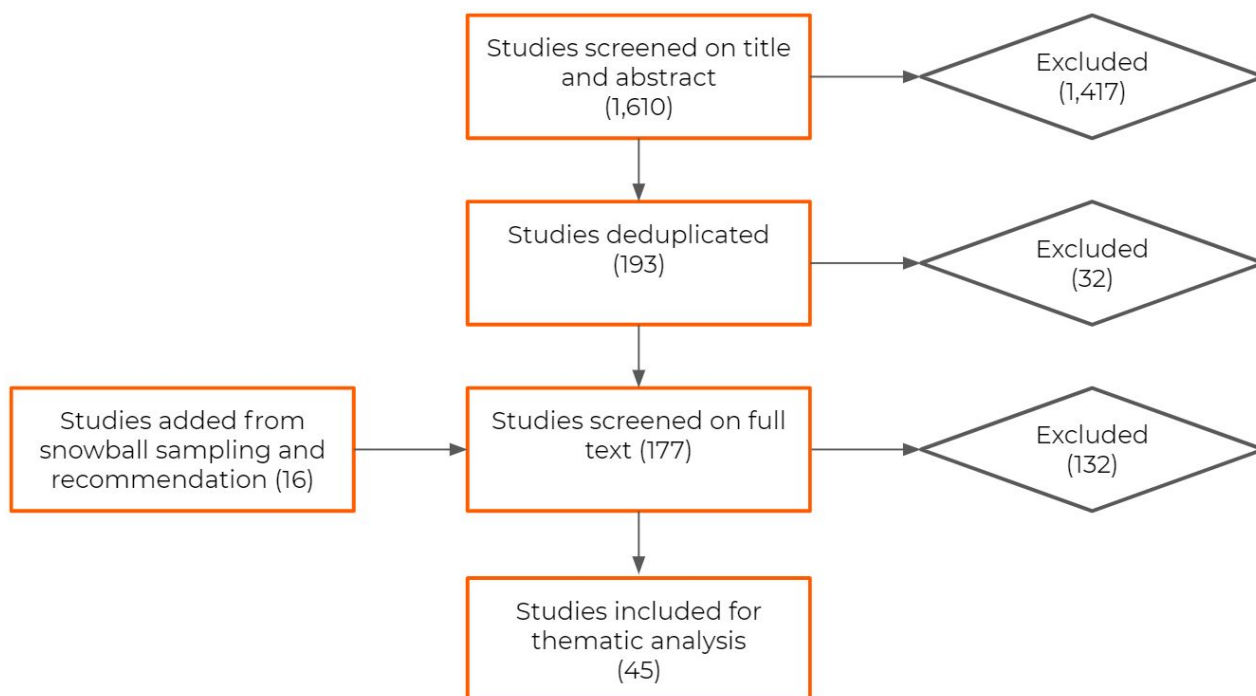 Studies screened on title
and abstract
(1,610)
Excluded
(1,417)
Studies deduplicated
(193)
Excluded
(32)
Studies added from
snowball sampling and
recommendation (16)
Studies screened on full
text (177)
Excluded
(132)
Studies included for
thematic analysis
(45)